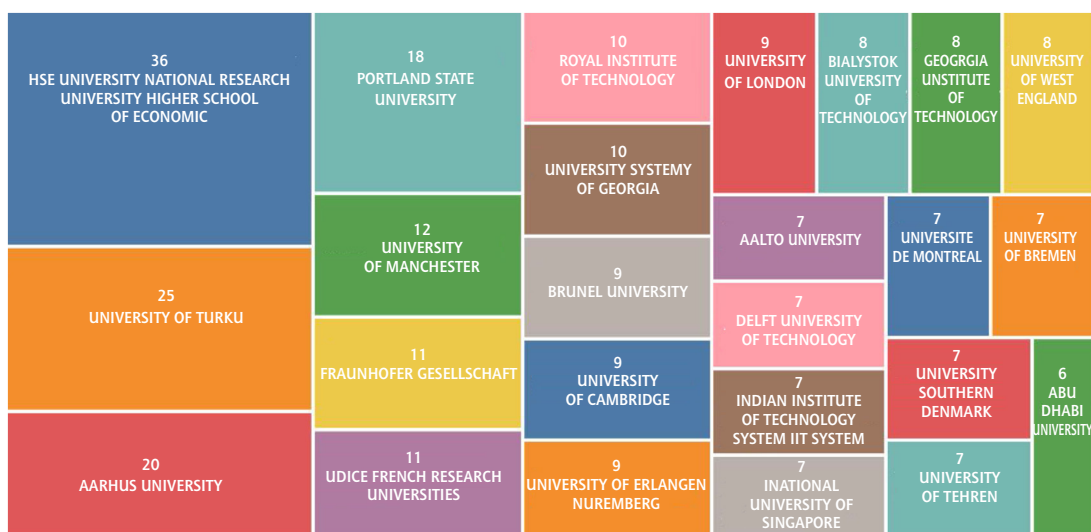 36
HSE UNIVERSITY NATIONAL RESEARCH
UNIVERSITY HIGHER SCHOOL
OF ECONOMIC
25
UNIVERSITY OF TURKU
20
AARHUS UNIVERSITY
18
PORTLAND STATE
UNIVERSITY
12
UNIVERSITY
OF MANCHESTER
11
FRAUNHOFER GESELLSCHAFT
11
UDICE FRENCH RESEARCH
UNIVERSITIES
10
ROYAL INSTITUTE
OF TECHNOLOGY
10
UNIVERSITY SYSTEMY
OF GEORGIA
9
BRUNEL UNIVERSITY
9
UNIVERSITY
OF CAMBRIDGE
9
UNIVERSITY OF ERLANGEN
NUREMBERG
9
UNIVERSITY
OF LONDON
8
BIALYSTOK
UNIVERSITY
OF
TECHNOLOGY
8
GEOGRGIA
UNSTITUTE
OF
TECHNOLOGY
8
UNIVERSITY
OF WEST
ENGLAND
7
AALTO UNIVERSITY
7
DELFT UNIVERSITY
OF TECHNOLOGY
7
INDIAN INSTITUTE
OF TECHNOLOGY
SYSTEM IIT SYSTEM
7
INATIONAL
UNIVERSITY OF
SINGAPORE
7
UNIVERSITE
DE MONTREAL
7
UNIVERSITY
OF BREMEN
7
UNIVERSITY
SOUTHERN
DENMARK
7
UNIVERSITY
OF TEHREN
6
ABU
DHABI
UNIVERSITY